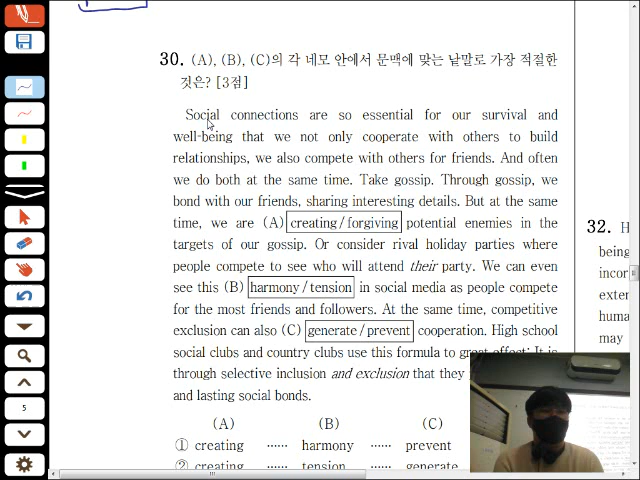 30. (A), (B), (C)의 각 네모 안에서 문맥에 맞는 낱말로 가장 적절한
것은? [3점]
Social connections are so essential for our survival and
well-being that we not only cooperate with others to build
relationships, we also compete with others for friends. And often
we do both at the same time. Take gossip. Through gossip, we
bond with our friends, sharing interesting details. But at the same
time, we are (A) creating / forgiving potential enemies in the
targets of our gossip. Or consider rival holiday parties where
people compete to see who will attend their party. We can even
see this (B) harmony / tension in social media as people compete
for the most friends and followers. At the same time, competitive
exclusion can also (C) generate / prevent cooperation. High school
social clubs and country clubs use this formula to great effect: It is
through selective inclusion and exclusion that they
and lasting social bonds.
(A) (B) (C)
① creating …… harmony …… prevent
② creating …… tension …… generate
32. H
being
incor
exter
huma
may
5